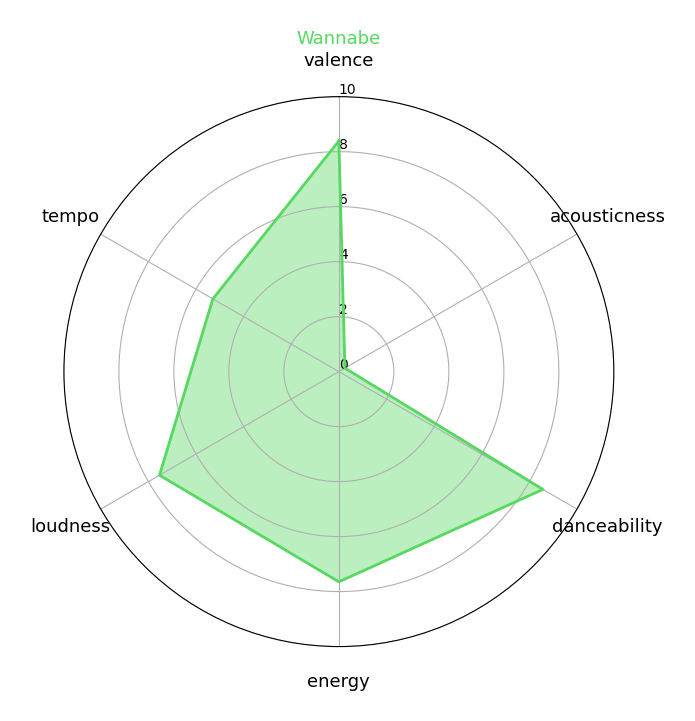 Wannabe
valence
10
8
6
4
2
0
tempo
acousticness
loudness
danceability
energy